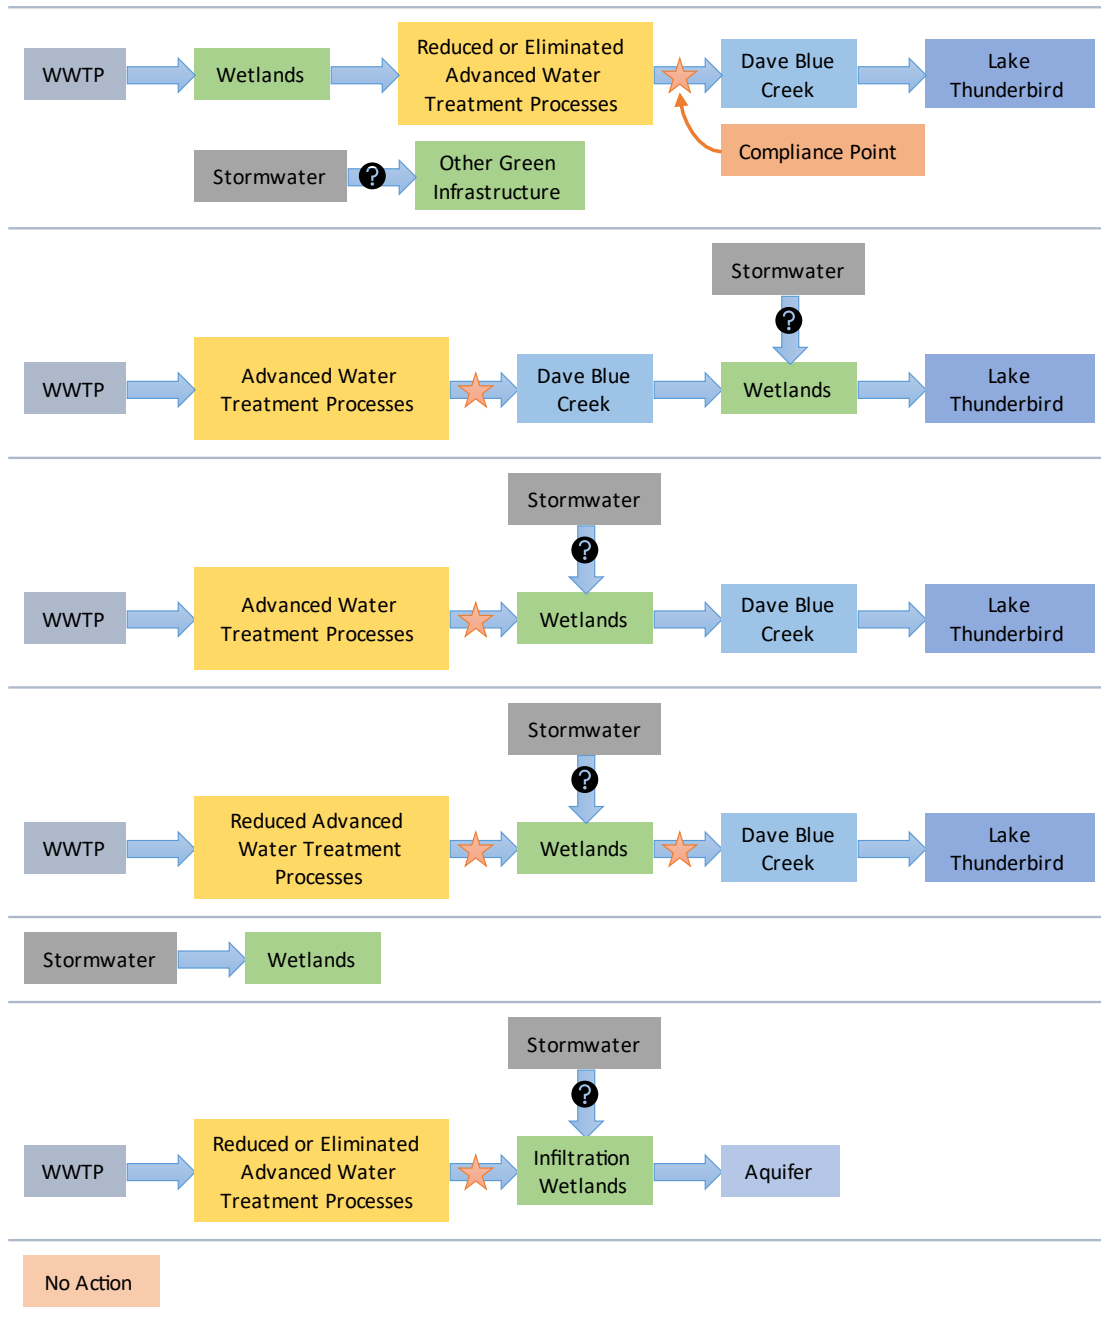 WWTP
Wetlands
Reduced or Eliminated
Advanced Water
Treatment Processes
Dave Blue
Creek
Lake
Thunderbird
Compliance Point
Stormwater
?
Other Green
Infrastructure
Stormwater
?
WWTP
Advanced Water
Treatment Processes
Dave Blue
Creek
Wetlands
Lake
Thunderbird
Stormwater
?
WWTP
Advanced Water
Treatment Processes
Wetlands
Dave Blue
Creek
Lake
Thunderbird
Stormwater
?
WWTP
Reduced Advanced
Water Treatment
Processes
Wetlands
Dave Blue
Creek
Lake
Thunderbird
Stormwater
Wetlands
Stormwater
?
WWTP
Reduced or Eliminated
Advanced Water
Treatment Processes
Infiltration
Wetlands
Aquifer
No Action